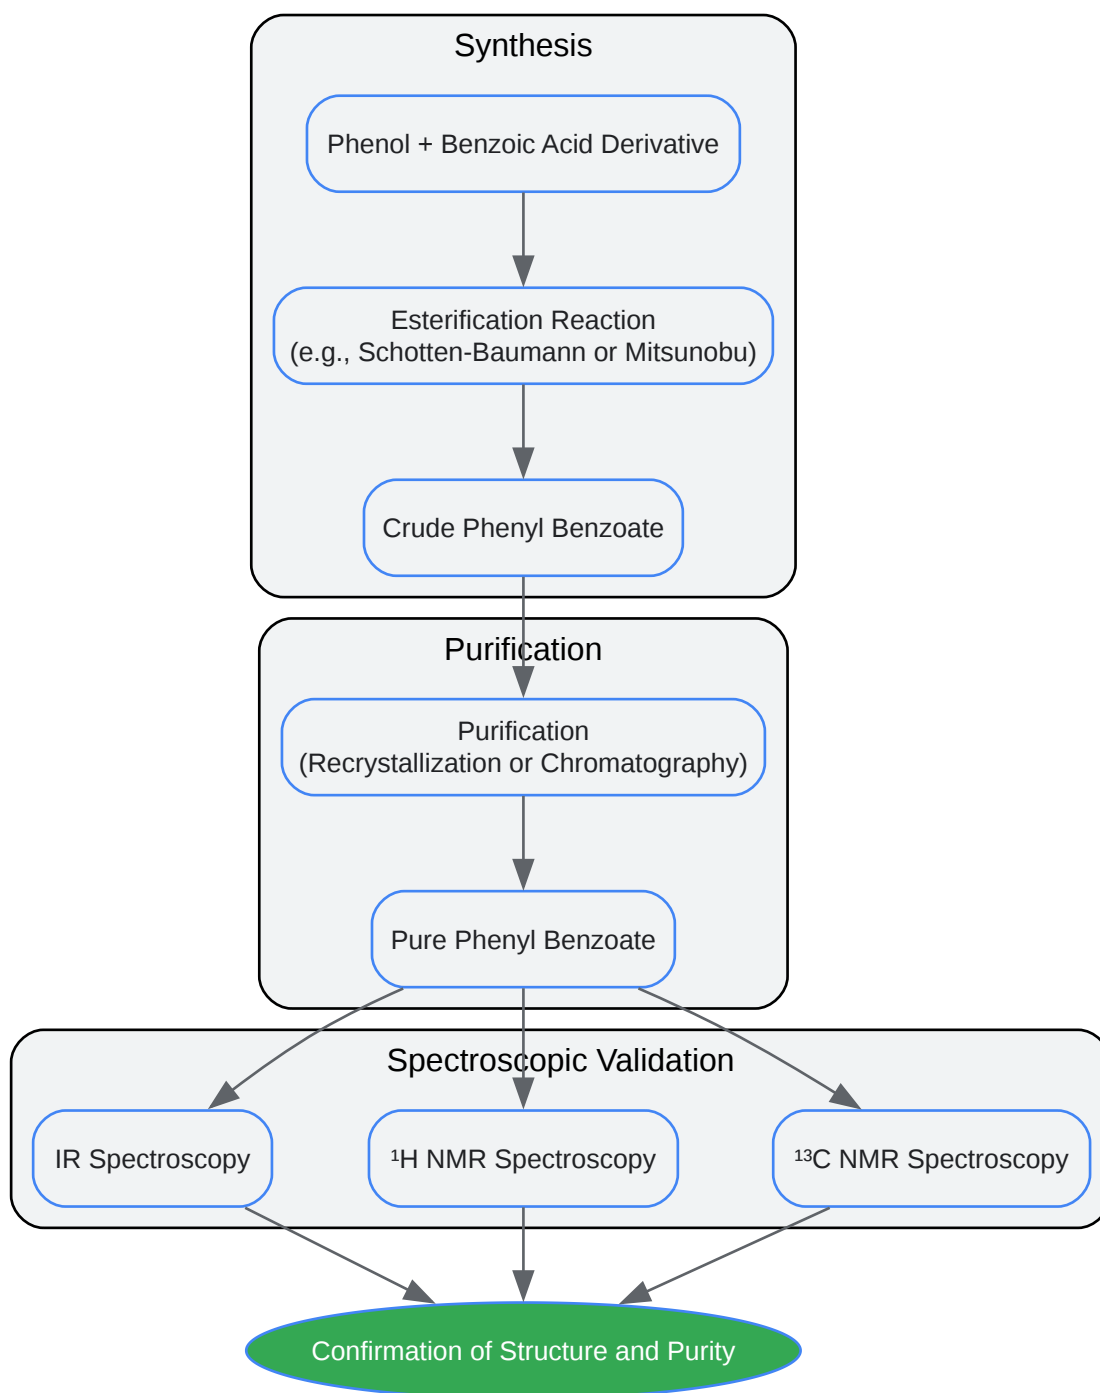 Synthesis
Phenol + Benzoic Acid Derivative
Esterification Reaction
(e.g., Schotten-Baumann or Mitsunobu)
Crude Phenyl Benzoate
Purification
Purification
(Recrystallization or Chromatography)
Pure Phenyl Benzoate
Spectroscopic Validation
IR Spectroscopy
¹H NMR Spectroscopy
¹³C NMR Spectroscopy
Confirmation of Structure and Purity